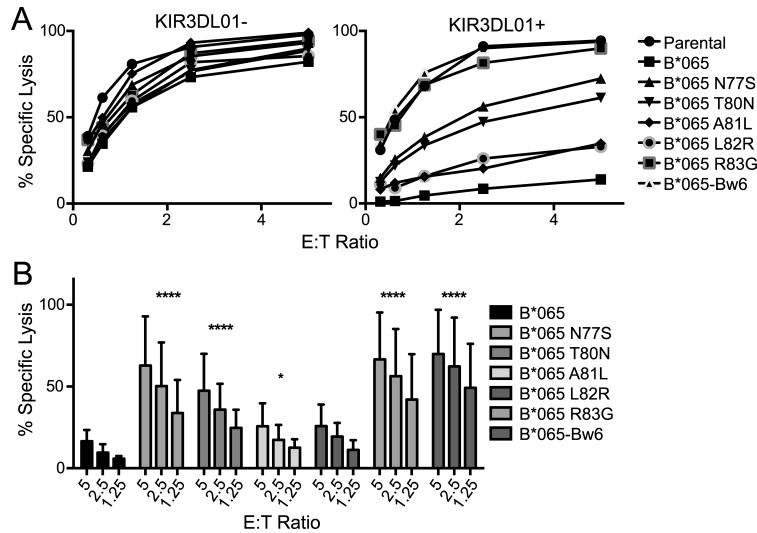 A
KIR3DL01-
KIR3DL01+
100
50
0
% Specific Lysis
0
2
4
100
50
0
0
2
4
E:T Ratio
Parental
B*065
B*065 N77S
B*065 T80N
B*065 A81L
B*065 L82R
B*065 R83G
B*065-Bw6
B
100
50
0
% Specific Lysis
****
****
*
****
****
5 2.5 1.25 5 2.5 1.25 5 2.5 1.25 5 2.5 1.25 5 2.5 1.25 5 2.5 1.25 5 2.5 1.25
E:T Ratio
B*065
B*065 N77S
B*065 T80N
B*065 A81L
B*065 L82R
B*065 R83G
B*065-Bw6